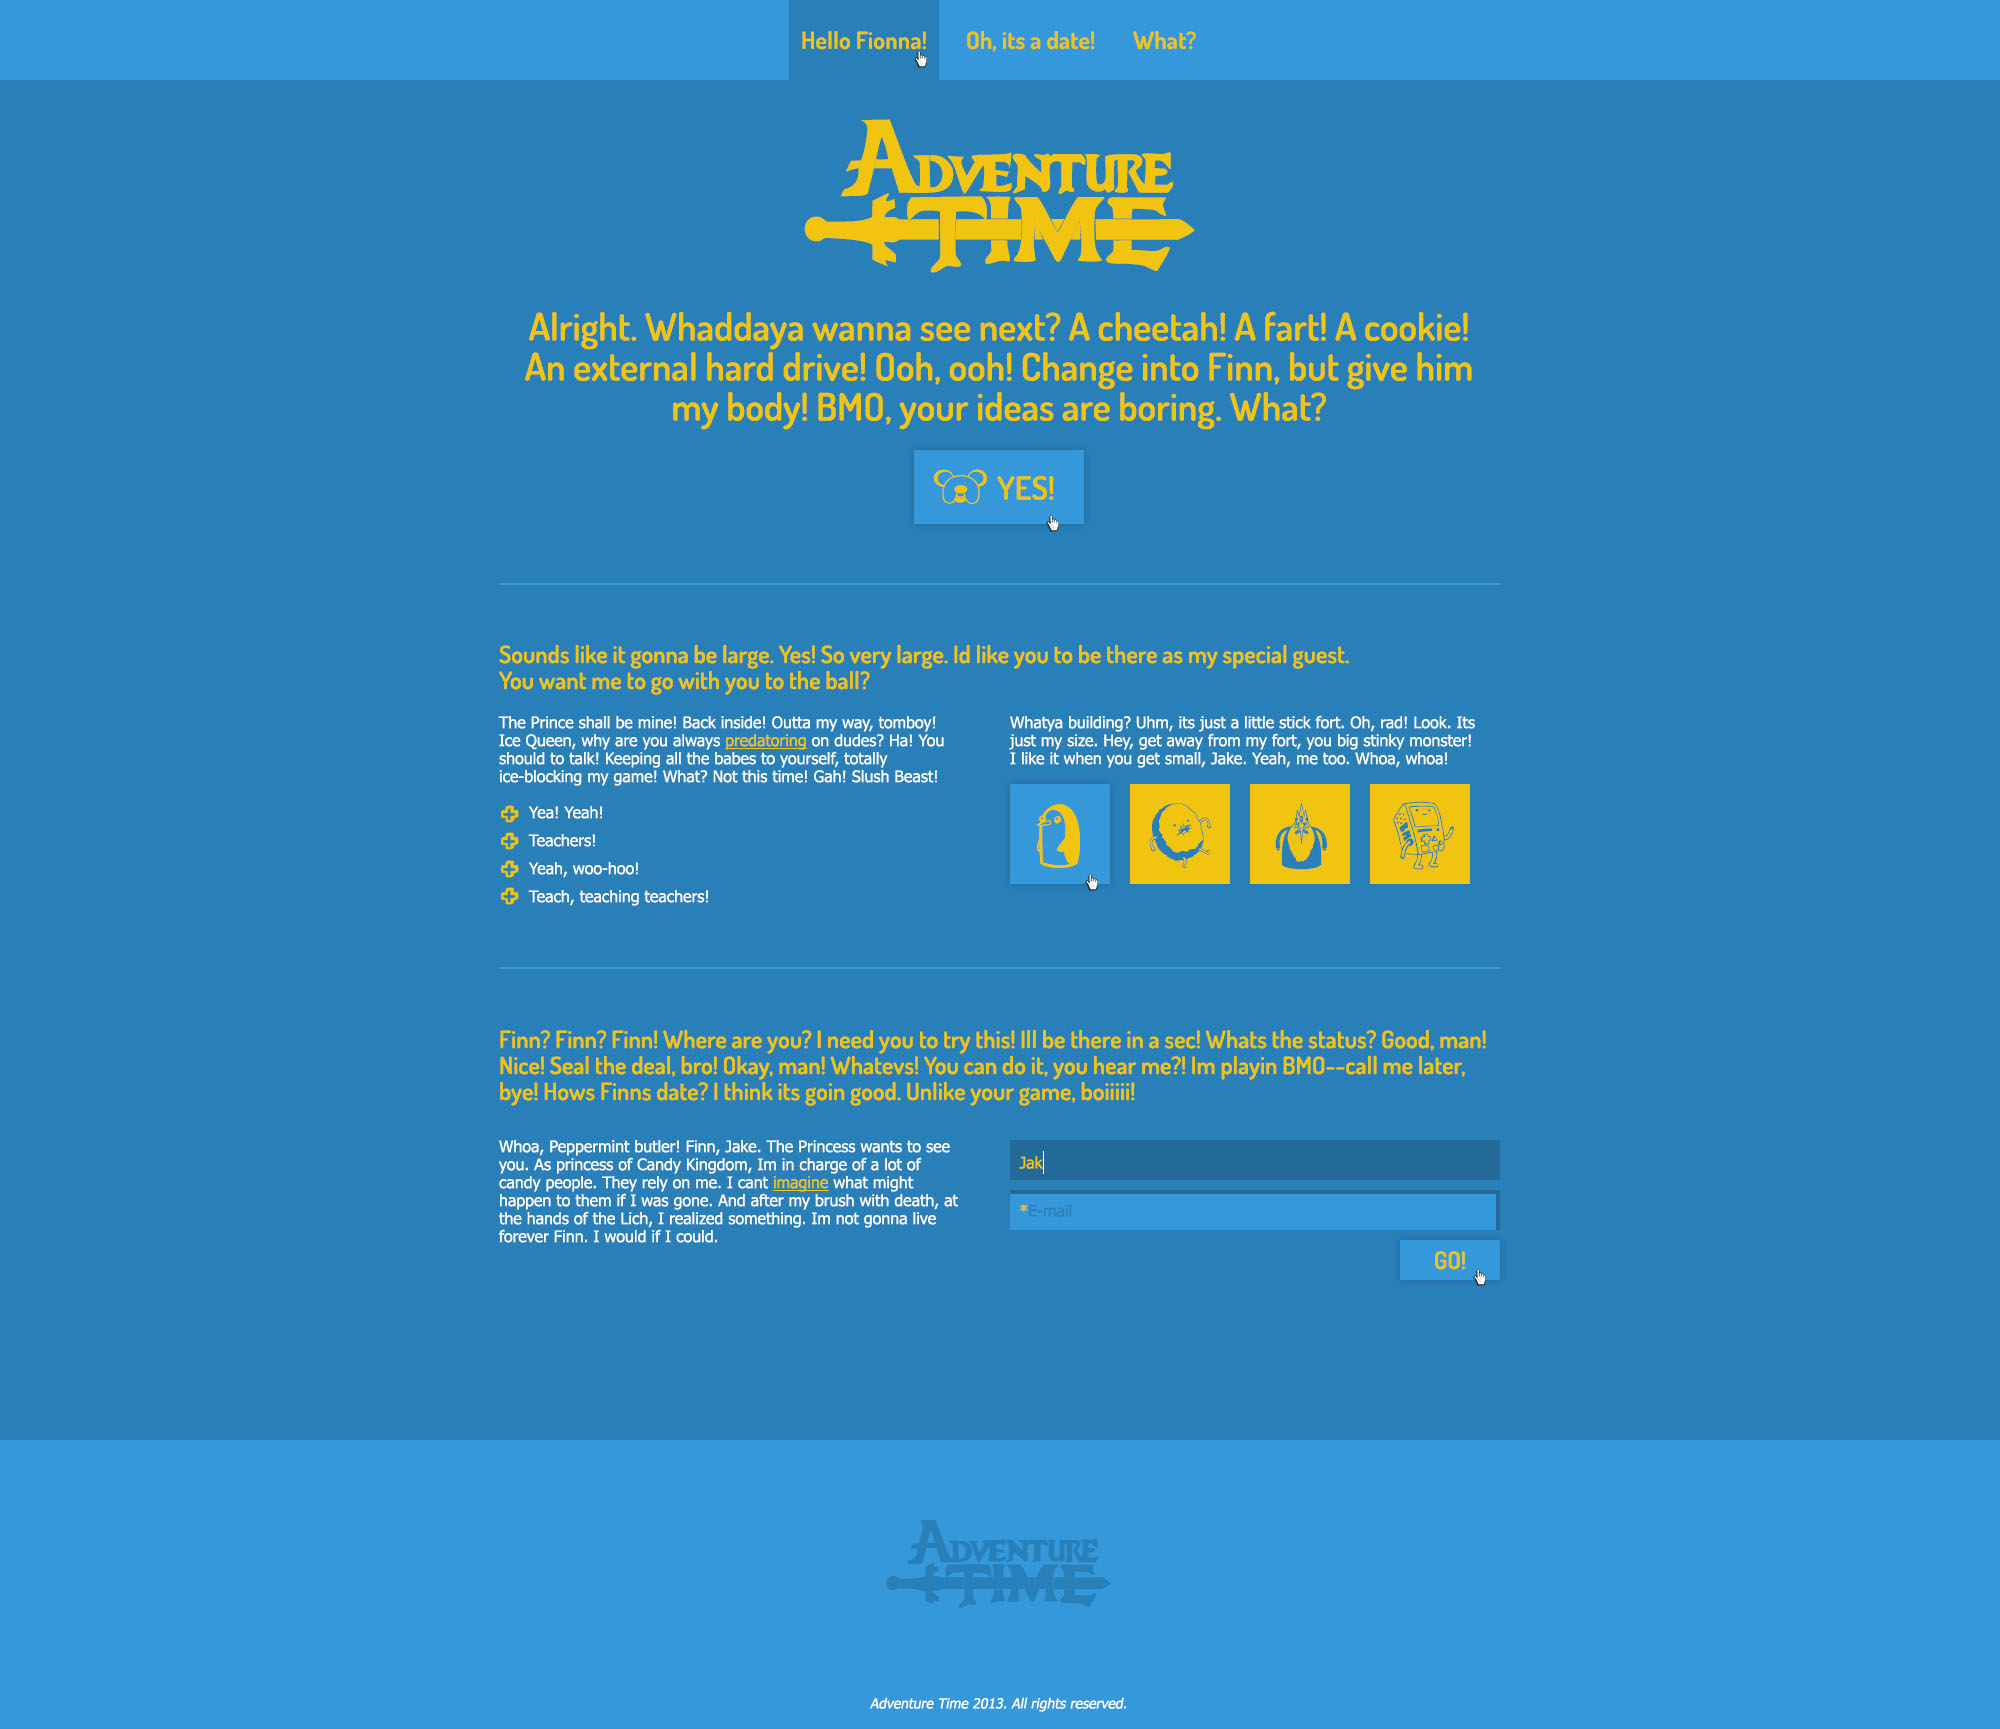 Hello Fionna! Oh, its a date! What?
ADVENTURE
TIME
Alright. Whaddaya wanna see next? A cheetah! A fart! A cookie!
An external hard drive! Ooh, ooh! Change into Finn, but give him
my body! BMO, your ideas are boring. What?
YES!
Sounds like it gonna be large. Yes! So very large. Id like you to be there as my special guest.
You want me to go with you to the ball?
The Prince shall be mine! Back inside! Outta my way, tomboy!
Ice Queen, why are you always predatoring on dudes? Ha! You
should to talk! Keeping all the babes to yourself, totally
ice-blocking my game! What? Not this time! Gah! Slush Beast!
Yea! Yeah!
Teachers!
Yeah, woo-hoo!
Teach, teaching teachers!
Whatya building? Uhm, its just a little stick fort. Oh, rad! Look. Its
just my size. Hey, get away from my fort, you big stinky monster!
I like it when you get small, Jake. Yeah, me too. Whoa, whoa!
BMO
Finn? Finn? Finn! Where are you? I need you to try this! Ill be there in a sec! Whats the status? Good, man!
Nice! Seal the deal, bro! Okay, man! Whatevs! You can do it, you hear me?! Im playin BMO--call me later,
bye! Hows Finns date? I think its goin good. Unlike your game, boiiiii!
Whoa, Peppermint butler! Finn, Jake. The Princess wants to see
you. As princess of Candy Kingdom, Im in charge of a lot of
candy people. They rely on me. I cant imagine what might
happen to them if I was gone. And after my brush with death, at
the hands of the Lich, I realized something. Im not gonna live
forever Finn. I would if I could.
Jak
*E-mail
GO!
ADVENTURE
TIME
Adventure Time 2013. All rights reserved.